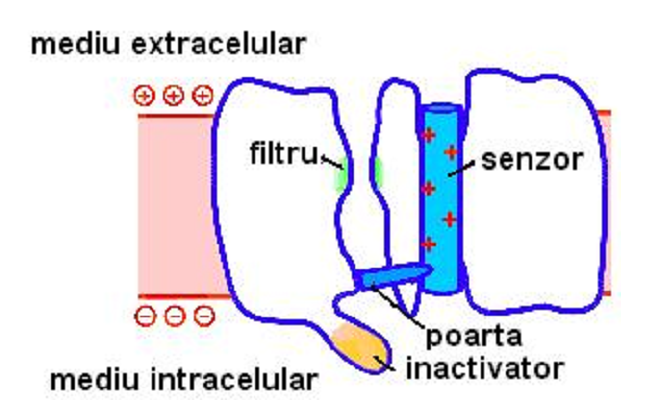 mediu extracelular
+ + +
filtru
senzor
+
+
+
+
+
- - -
poarta
inactivator
mediu intracelular